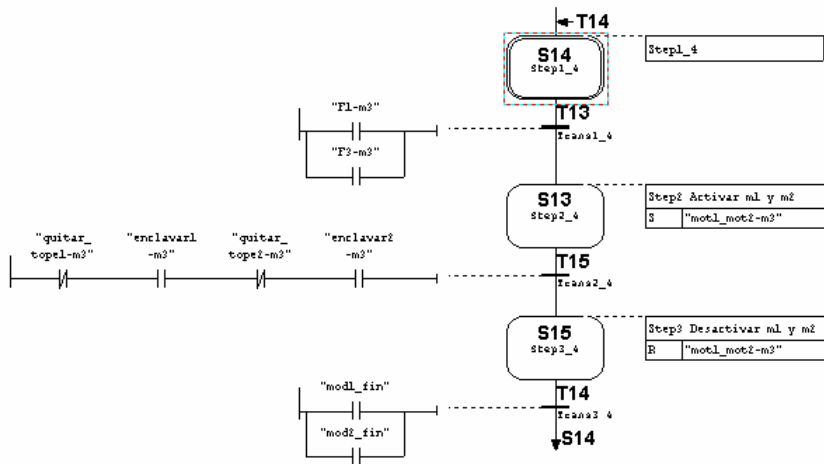 T14
S14
Step1_4
Step1_4
T13
Trans1_4
"F1-m3"
"F3-m3"
S13
Step2_4
Step2 Activar m1 y m2
S "mot1_mot2-m3"
"quitar_
tope1-m3"
"enclavar1
-m3"
"quitar_
tope2-m3"
"enclavar2
-m3"
T15
Trans2_4
S15
Step3_4
Step3 Desactivar m1 y m2
R "mot1_mot2-m3"
"mod1_fin"
"mod2_fin"
T14
Trans3_4
S14